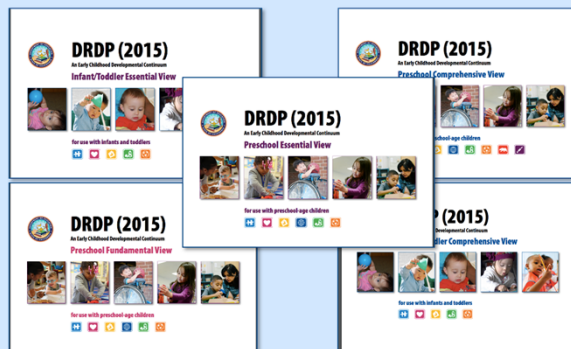 DRDP (2015)
An Early Childhood Developmental Continuum
Infant/Toddler Essential View
for use with infants and toddlers
DRDP (2015)
An Early Childhood Developmental Continuum
Preschool Comprehensive View
preschool-age children
DRDP (2015)
An Early Childhood Developmental Continuum
Preschool Essential View
for use with preschool-age children
DRDP (2015)
An Early Childhood Developmental Continuum
Preschool Fundamental View
for use with preschool-age children
(2015)
Developmental Continuum
Comprehensive View
for use with infants and toddlers